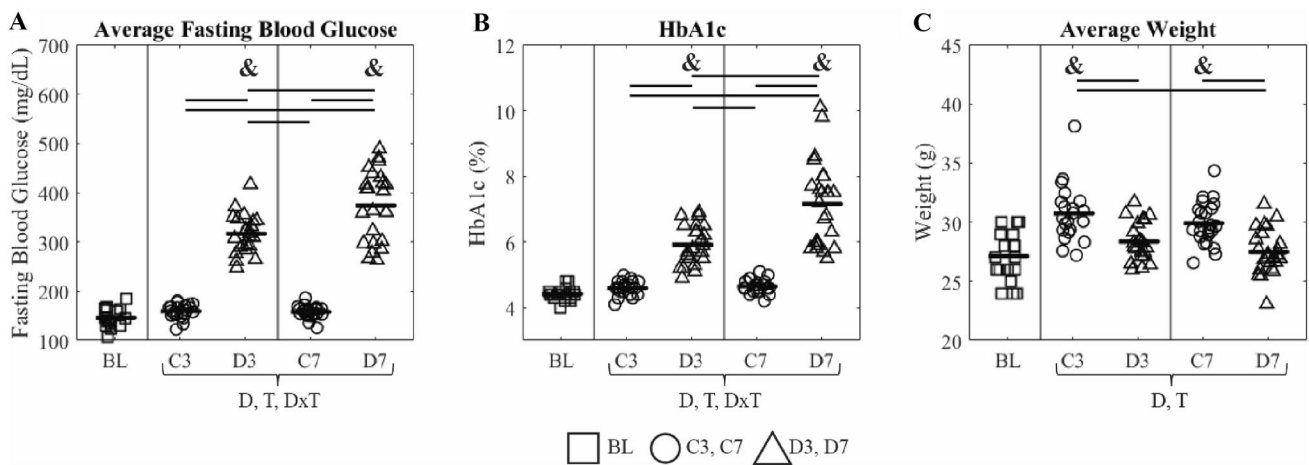 A
Average Fasting Blood Glucose
Fasting Blood Glucose (mg/dL)
700
600
500
400
300
200
100
& &
BL C3 D3 C7 D7
D, T, DxT
B
HbA1c
HbA1c (%)
12
10
8
6
4
& &
BL C3 D3 C7 D7
D, T, DxT
C
Average Weight
Weight (g)
45
40
35
30
25
20
& &
BL C3 D3 C7 D7
D, T
BL C3, C7 D3, D7